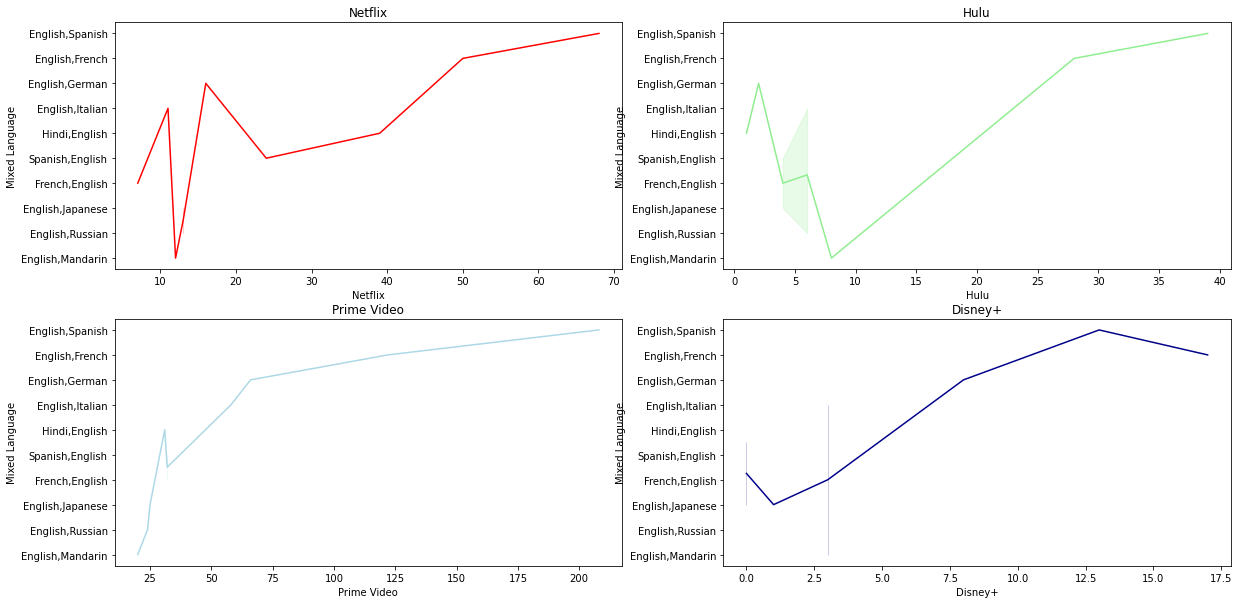 Netflix
English,Spanish
English,French
English,German
English,Italian
Hindi,English
Spanish,English
French,English
English,Japanese
English,Russian
English,Mandarin
Mixed Language
10 20 30 40 50 60 70
Netflix
Hulu
English,Spanish
English,French
English,German
English,Italian
Hindi,English
Spanish,English
French,English
English,Japanese
English,Russian
English,Mandarin
Mixed Language
0 5 10 15 20 25 30 35 40
Hulu
Prime Video
English,Spanish
English,French
English,German
English,Italian
Hindi,English
Spanish,English
French,English
English,Japanese
English,Russian
English,Mandarin
Mixed Language
25 50 75 100 125 150 175 200
Prime Video
Disney+
English,Spanish
English,French
English,German
English,Italian
Hindi,English
Spanish,English
French,English
English,Japanese
English,Russian
English,Mandarin
Mixed Language
0.0 2.5 5.0 7.5 10.0 12.5 15.0 17.5
Disney+